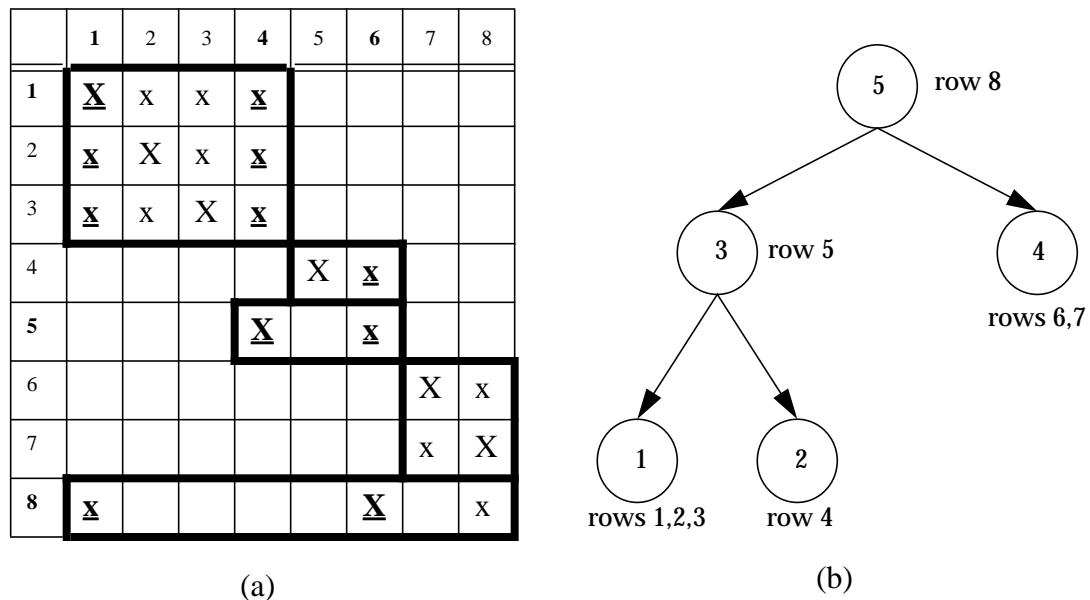 1 2 3 4 5 6 7 8
1 X x x x
2 x X x x
3 x x X x
4 X x
5 X x
6 X x
7 x X
8 x X x
(a)
5 row 8
3 row 5
4
rows 6,7
1 2
rows 1,2,3 row 4
(b)